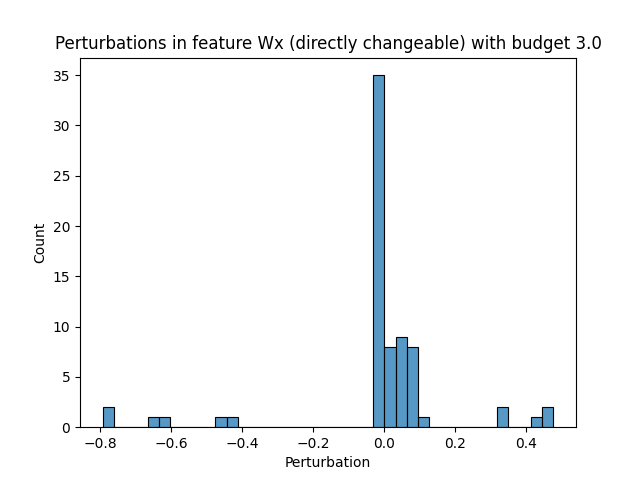 Perturbations in feature Wx (directly changeable) with budget 3.0
35
30
25
20
15
10
5
0
Count
−0.8 −0.6 −0.4 −0.2 0.0 0.2 0.4
Perturbation